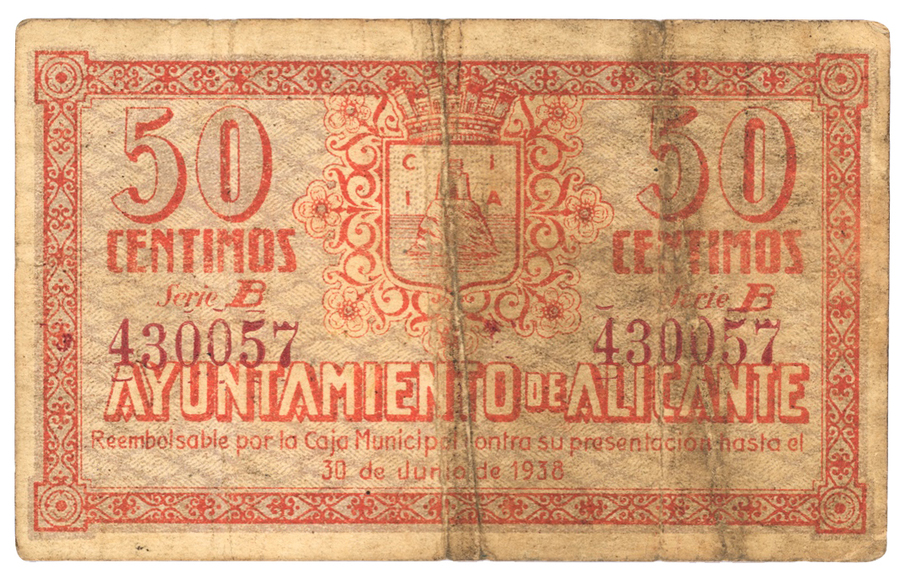 50 50
C I
I A
CENTIMOS CENTIMOS
Serie B Serie B
430057 430057
AYUNTAMIENTO DE ALICANTE
Reembolsable por la Caja Municipal contra su presentación hasta el
30 de Junio de 1938